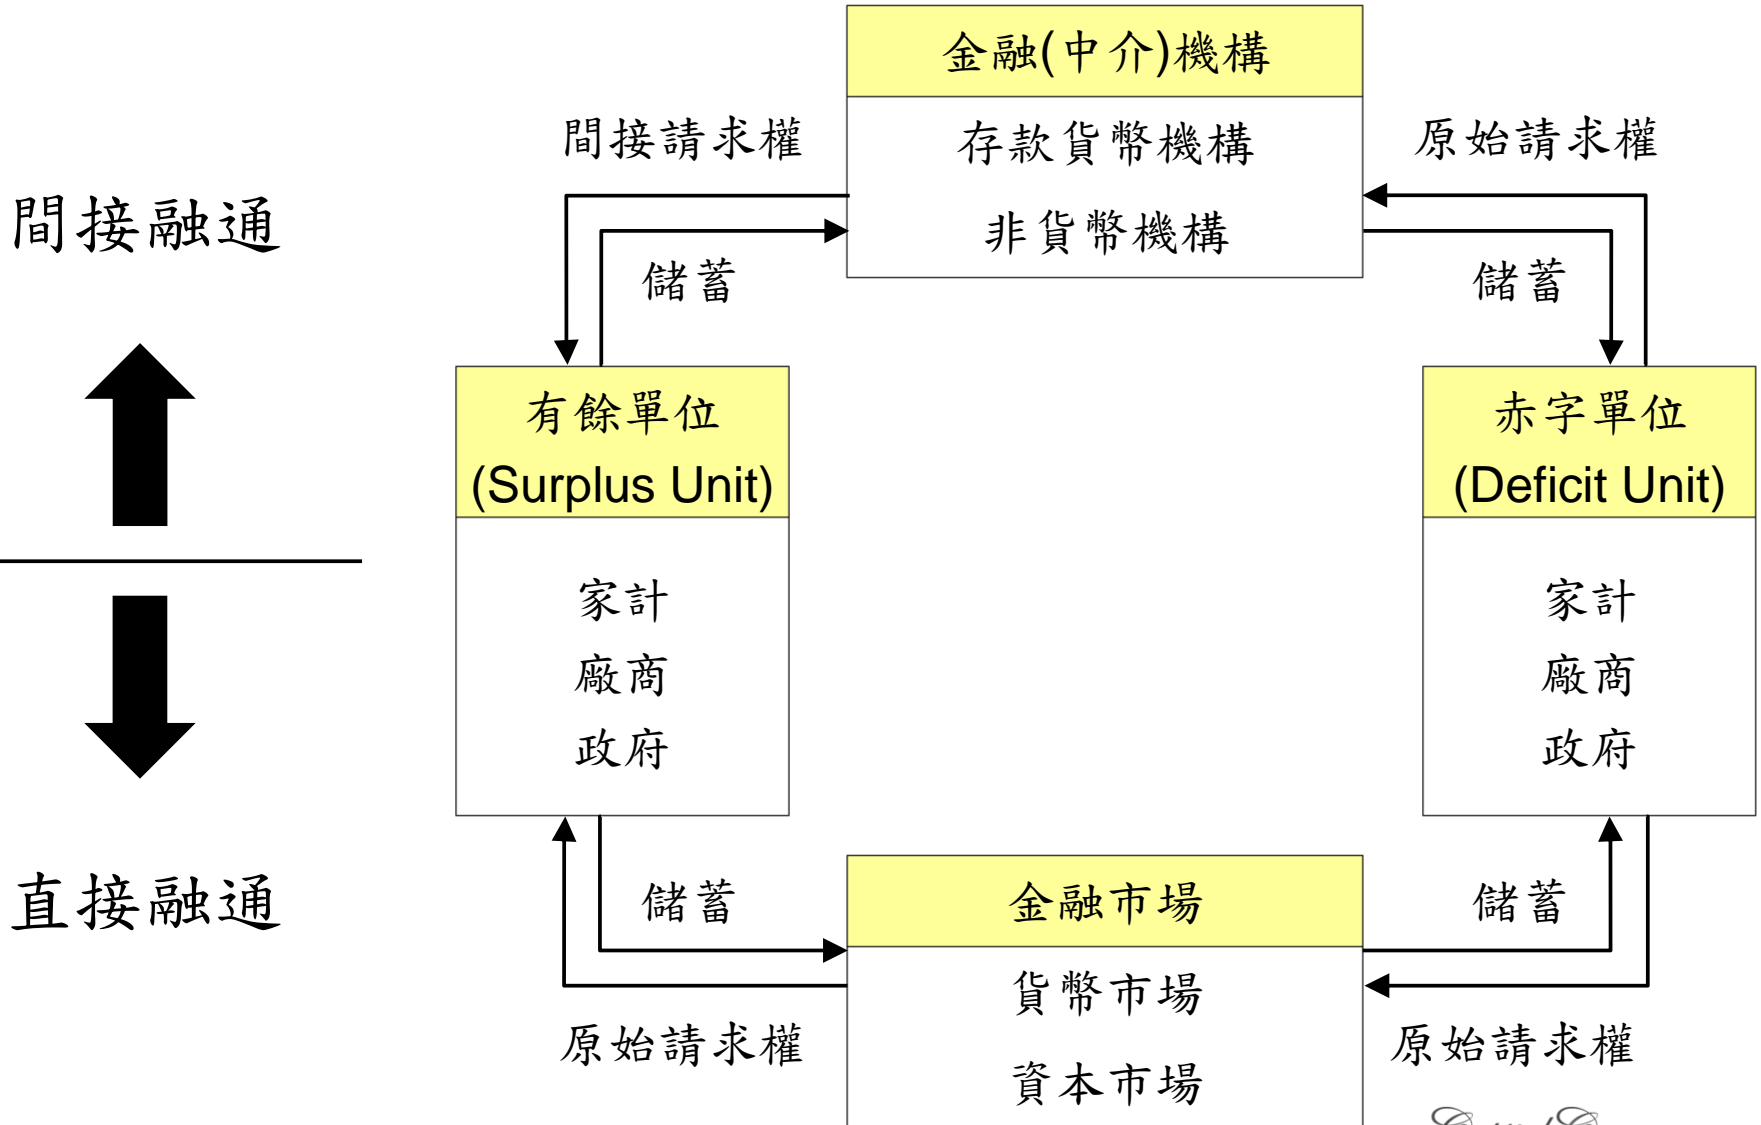 金融(中介)機構
間接請求權
存款貨幣機構
原始請求權
間接融通
非貨幣機構
儲蓄
儲蓄
有餘單位
(Surplus Unit)
赤字單位
(Deficit Unit)
家計
廠商
政府
家計
廠商
政府
直接融通
儲蓄
金融市場
儲蓄
貨幣市場
原始請求權
資本市場
原始請求權